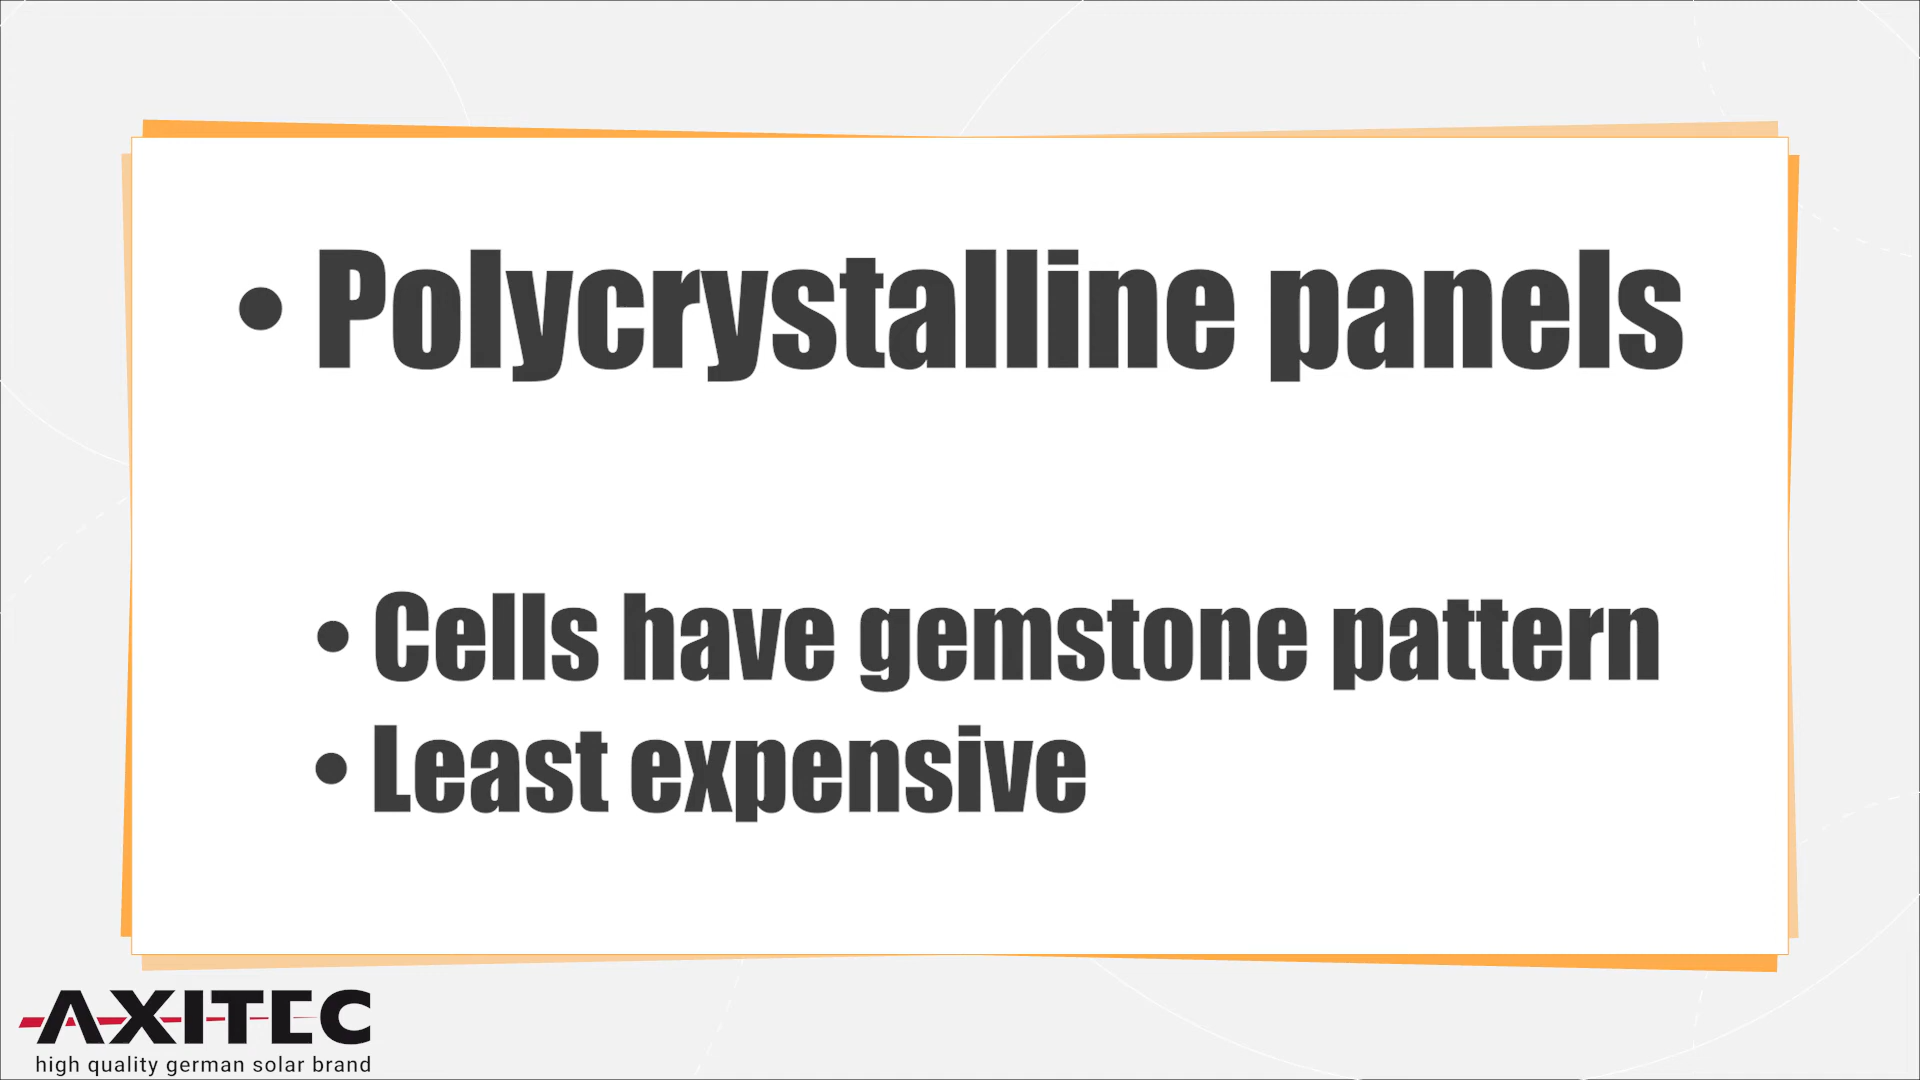 • Polycrystalline panels
• Cells have gemstone pattern
• Least expensive
AXITEC
high quality german solar brand